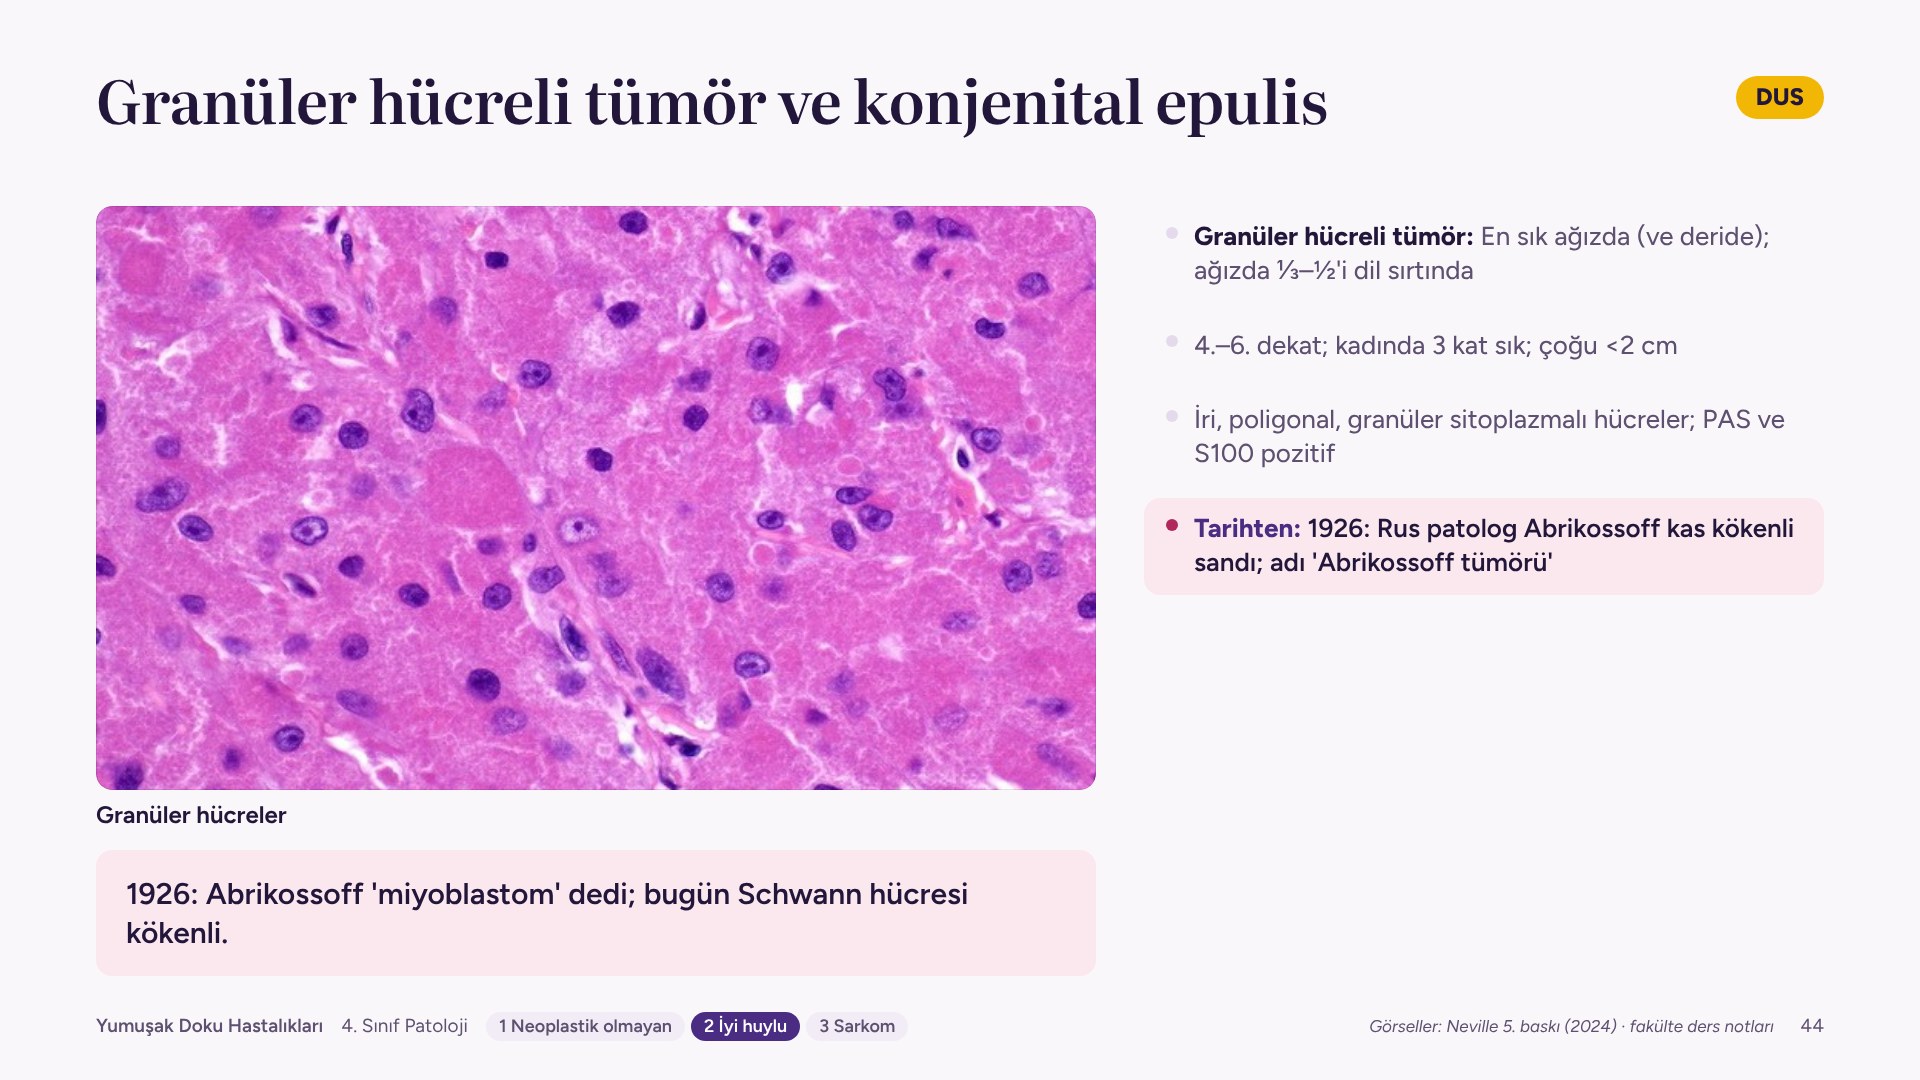 Granüler hücreli tümör ve konjenital epulis
DUS
Granüler hücreler
1926: Abrikossoff 'miyoblastom' dedi; bugün Schwann hücresi
kökenli.
Granüler hücreli tümör: En sık ağızda (ve deride);
ağızda ⅓–½'i dil sırtında
4.–6. dekat; kadında 3 kat sık; çoğu <2 cm
İri, poligonal, granüler sitoplazmalı hücreler; PAS ve
S100 pozitif
Tarihten: 1926: Rus patolog Abrikossoff kas kökenli
sandı; adı 'Abrikossoff tümörü'
Yumuşak Doku Hastalıkları 4. Sınıf Patoloji 1 Neoplastik olmayan 2 İyi huylu 3 Sarkom
Görseller: Neville 5. baskı (2024) · fakülte ders notları 44